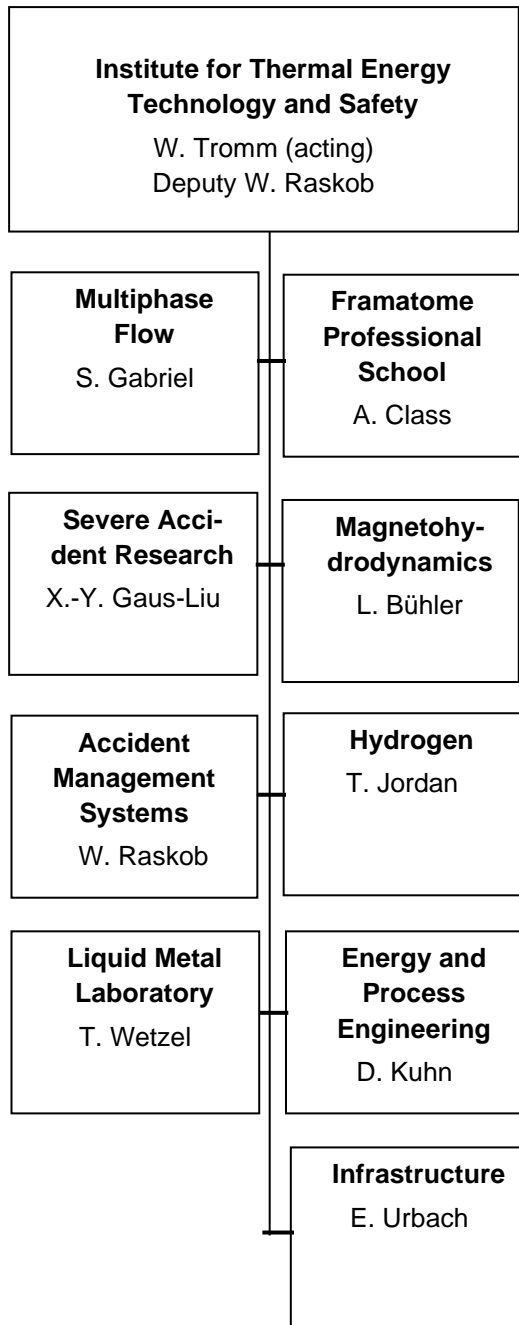 Institute for Thermal Energy
Technology and Safety
W. Tromm (acting)
Deputy W. Raskob
Multiphase
Flow
S. Gabriel
Framatome
Professional
School
A. Class
Severe Acci-
dent Research
X.-Y. Gaus-Liu
Magnetohy-
drodynamics
L. Bühler
Accident
Management
Systems
W. Raskob
Hydrogen
T. Jordan
Liquid Metal
Laboratory
T. Wetzel
Energy and
Process
Engineering
D. Kuhn
Infrastructure
E. Urbach